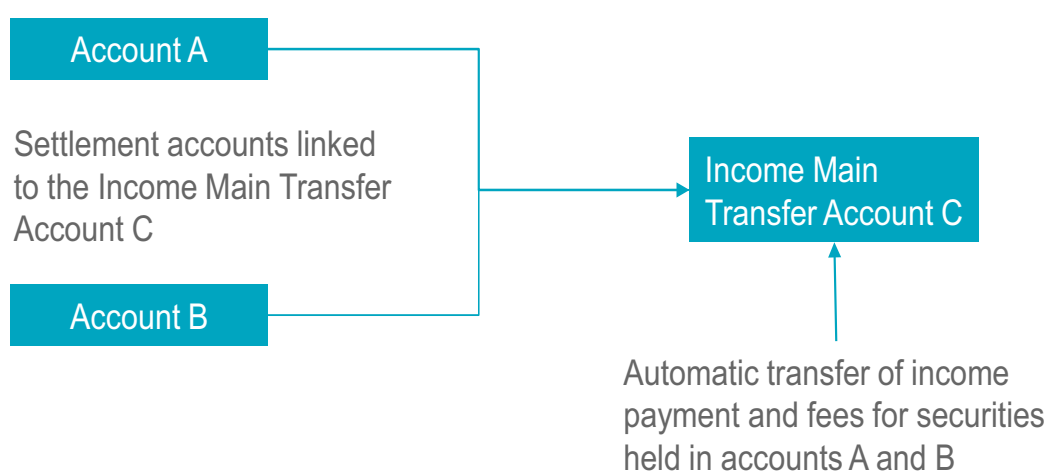 Account A
Settlement accounts linked
to the Income Main Transfer
Account C
Income Main
Transfer Account C
Account B
Automatic transfer of income
payment and fees for securities
held in accounts A and B